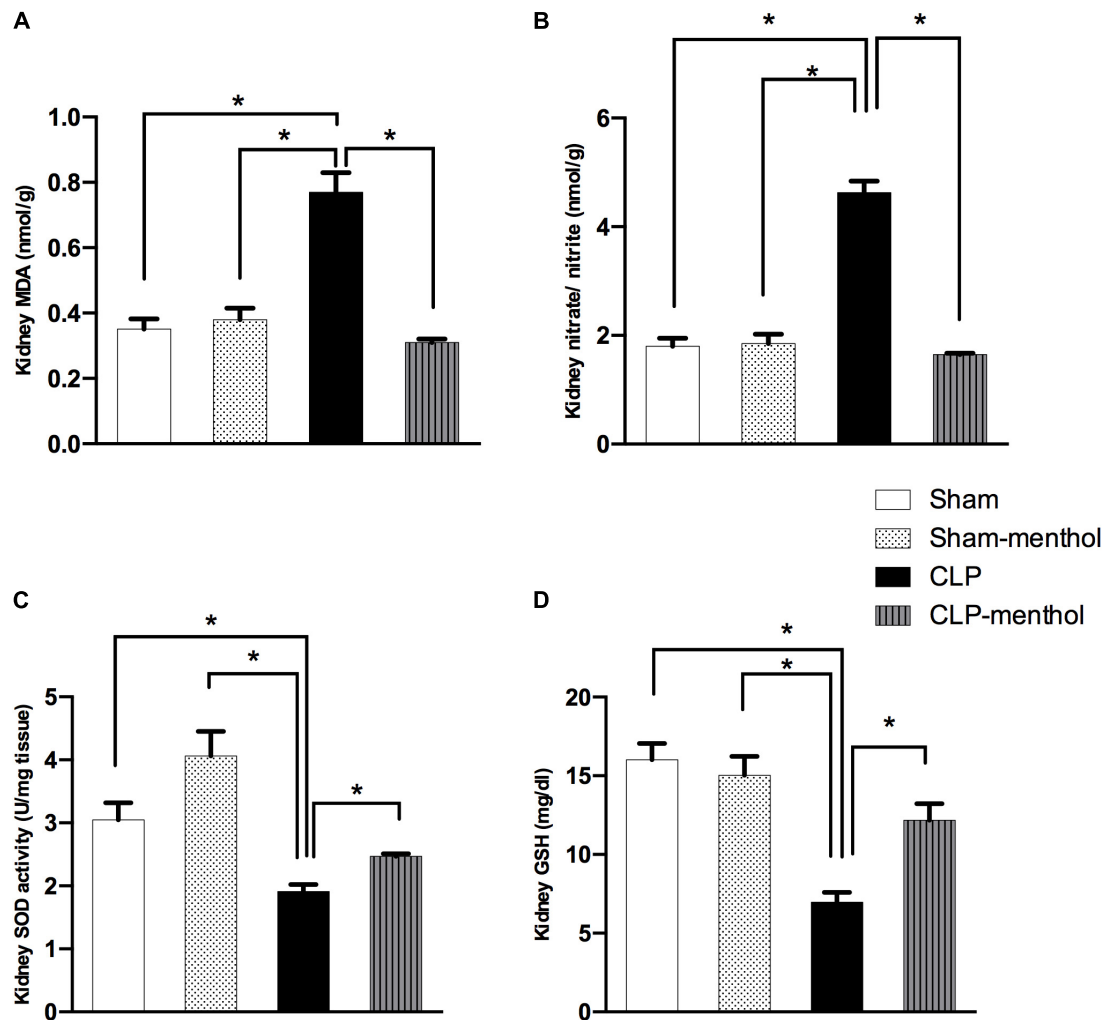 A
*
*
*
Kidney MDA (nmol/g)
1.0
0.8
0.6
0.4
0.2
0.0
B
*
*
*
Kidney nitrate/ nitrite (nmol/g)
6
4
2
0
Sham
Sham-menthol
CLP
CLP-menthol
C
*
*
*
Kidney SOD activity (U/mg tissue)
5
4
3
2
1
0
D
*
*
*
Kidney GSH (mg/dl)
20
15
10
5
0